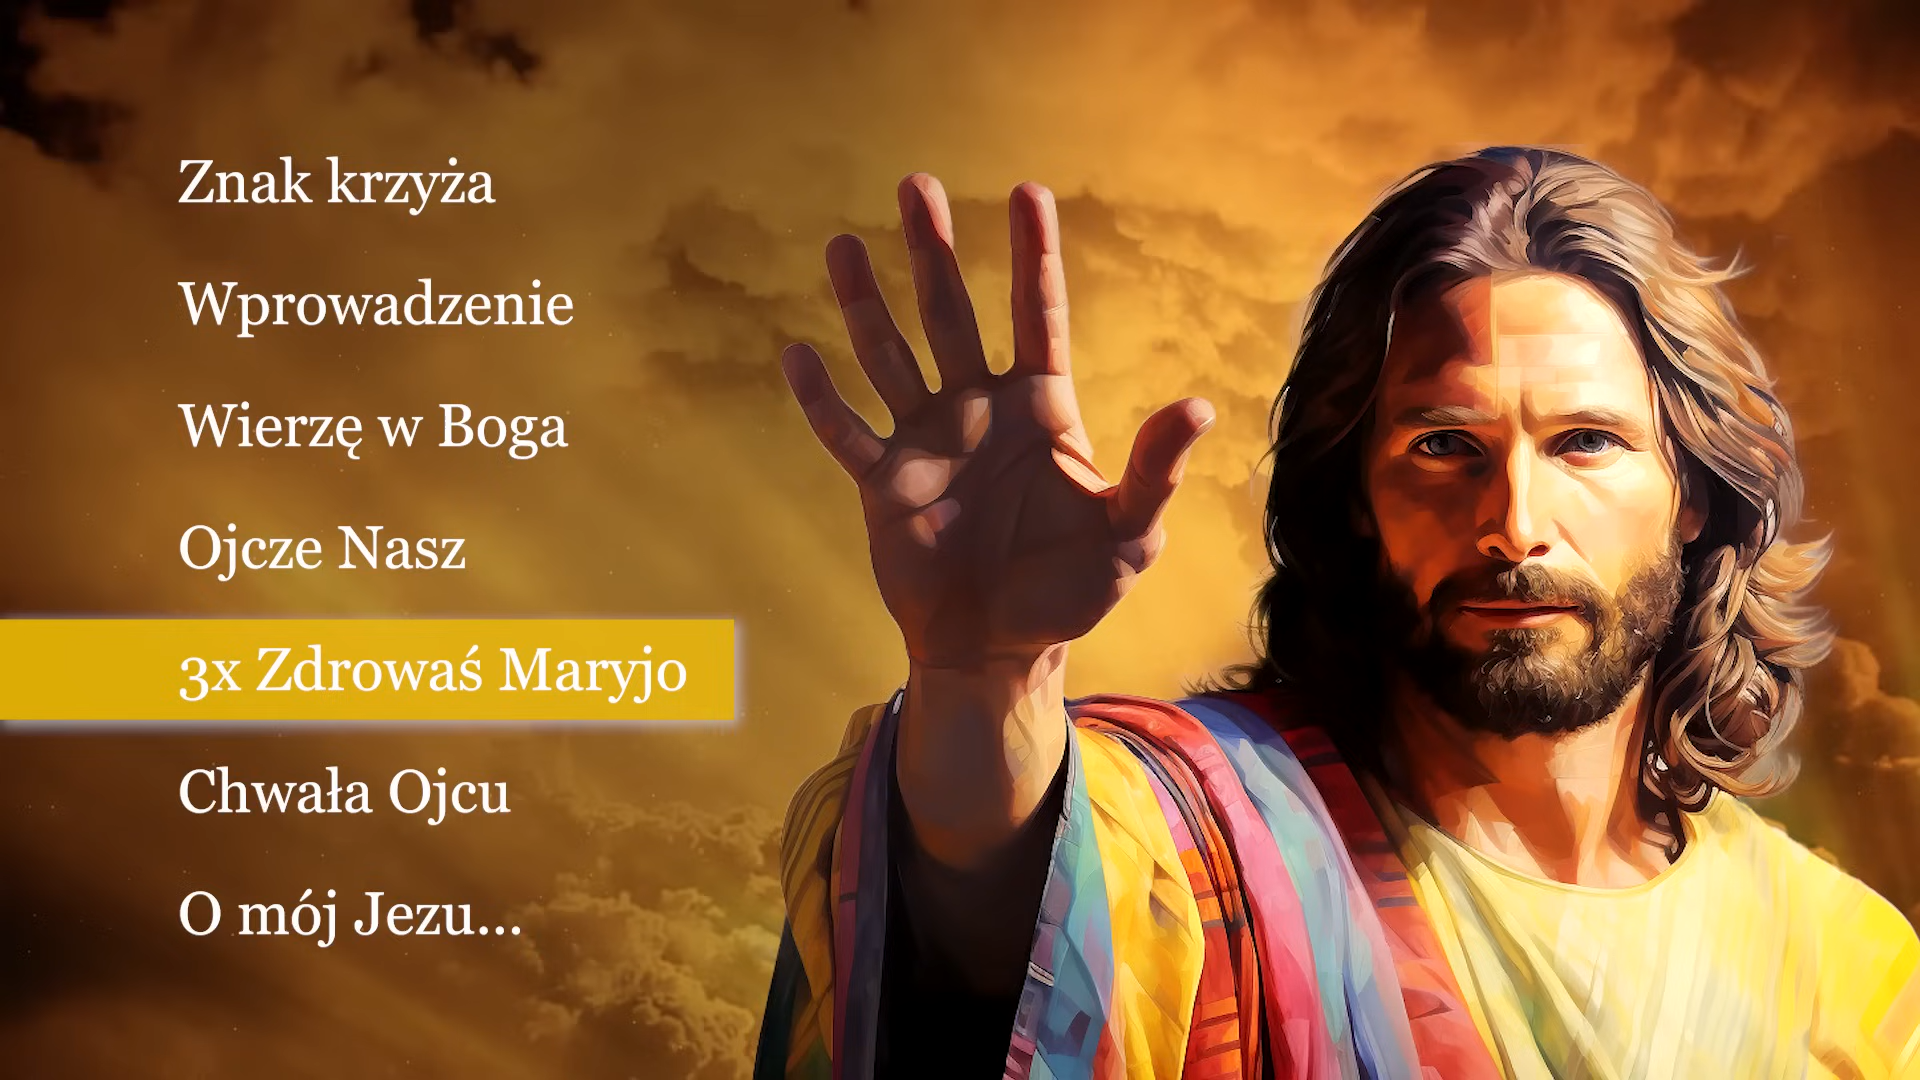 Znak krzyża
Wprowadzenie
Wierzę w Boga
Ojcze Nasz
3x Zdrowaś Maryjo
Chwała Ojcu
O mój Jezu...